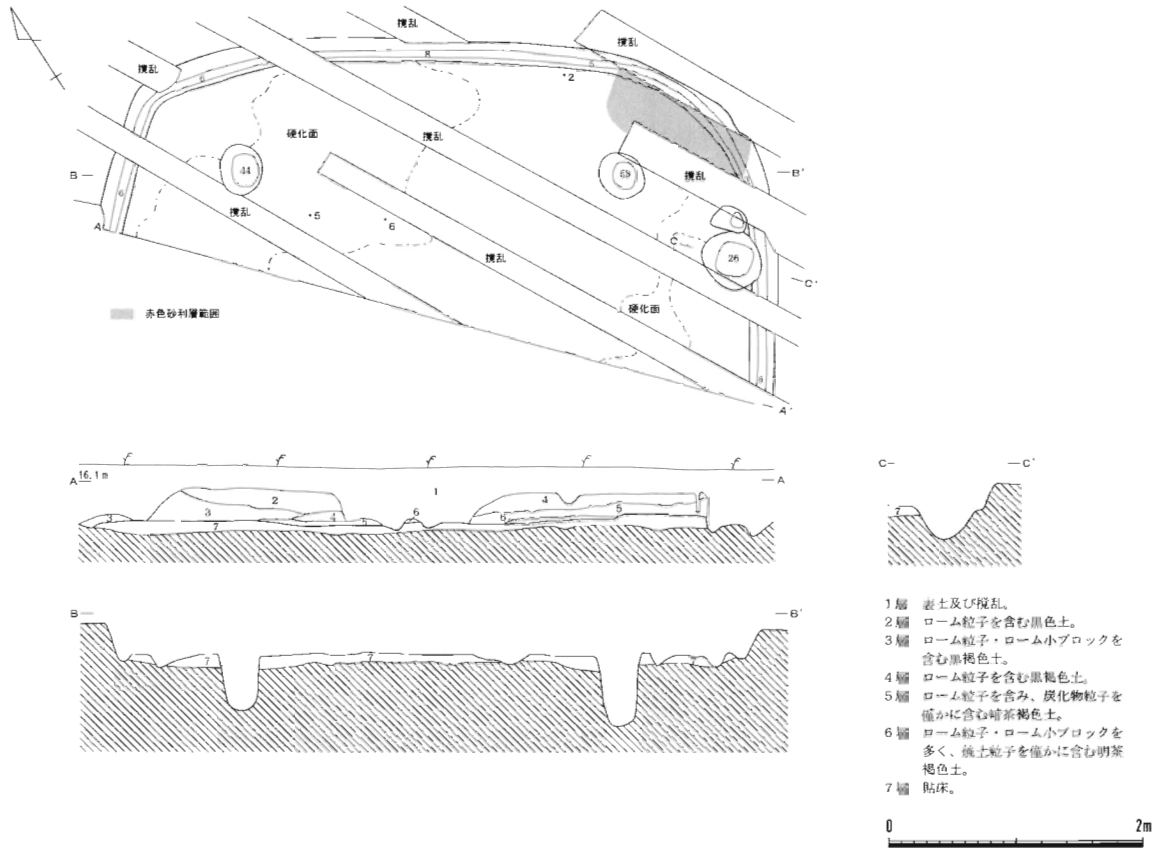 撹乱
撹乱
撹乱
8
6
5
2
硬化面
撹乱
44
53
撹乱
B
B'
6
撹乱
5
6
A
C
26
撹乱
C'
硬化面
赤色砂利層範囲
6
A'
A
16.1m
A
1
2
4
3
5
3
4
5
6
6
7
C
C'
7
B
B'
7
7
7
1層 表土及び撹乱。
2層 ローム粒子を含む黒色土。
3層 ローム粒子・ローム小ブロックを
含む黒褐色土。
4層 ローム粒子を含む黒褐色土。
5層 ローム粒子を含み、炭化物粒子を
僅かに含む暗茶褐色土。
6層 ローム粒子・ローム小ブロックを
多く、焼土粒子を僅かに含む明茶
褐色土。
7層 貼床。
0 2m